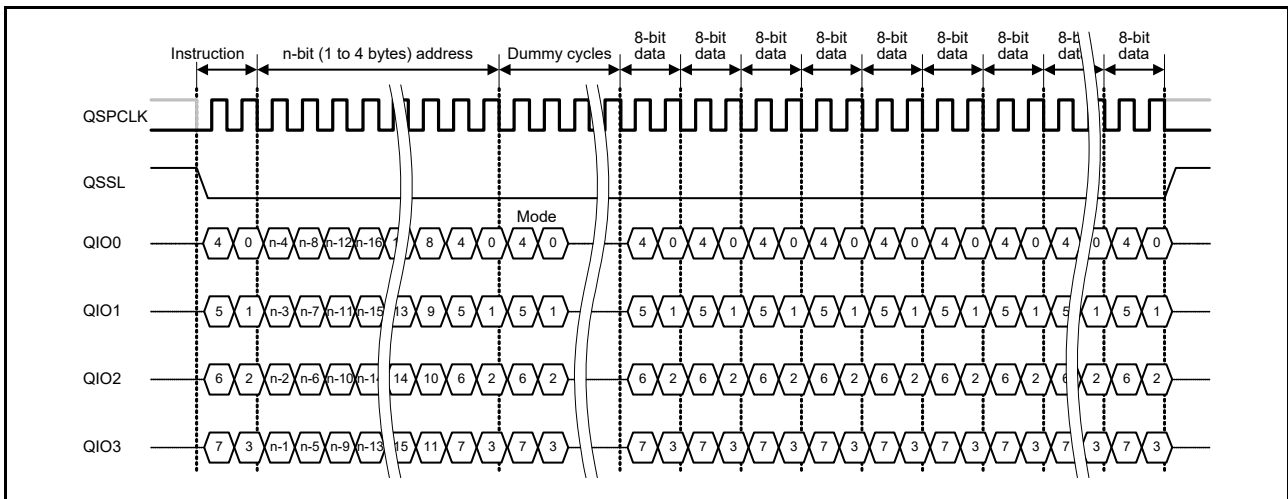 Instruction n-bit (1 to 4 bytes) address Dummy cycles 8-bit data 8-bit data 8-bit data 8-bit data 8-bit data 8-bit data 8-bit data 8-bit data 8-bit data
QSPCLK
QSSL
Mode
QIO0 4 0 n-4 n-8 n-12 n-16 8 4 0 4 0 4 0 4 0 4 0 4 0 4 0 4 0 4 0 4 0 4 0
QIO1 5 1 n-3 n-7 n-11 n-15 13 9 5 1 5 1 5 1 5 1 5 1 5 1 5 1 5 1 5 1 5 1 5 1
QIO2 6 2 n-2 n-6 n-10 n-14 14 10 6 2 6 2 6 2 6 2 6 2 6 2 6 2 6 2 6 2 6 2 6 2
QIO3 7 3 n-1 n-5 n-9 n-13 15 11 7 3 7 3 7 3 7 3 7 3 7 3 7 3 7 3 7 3 7 3 7 3